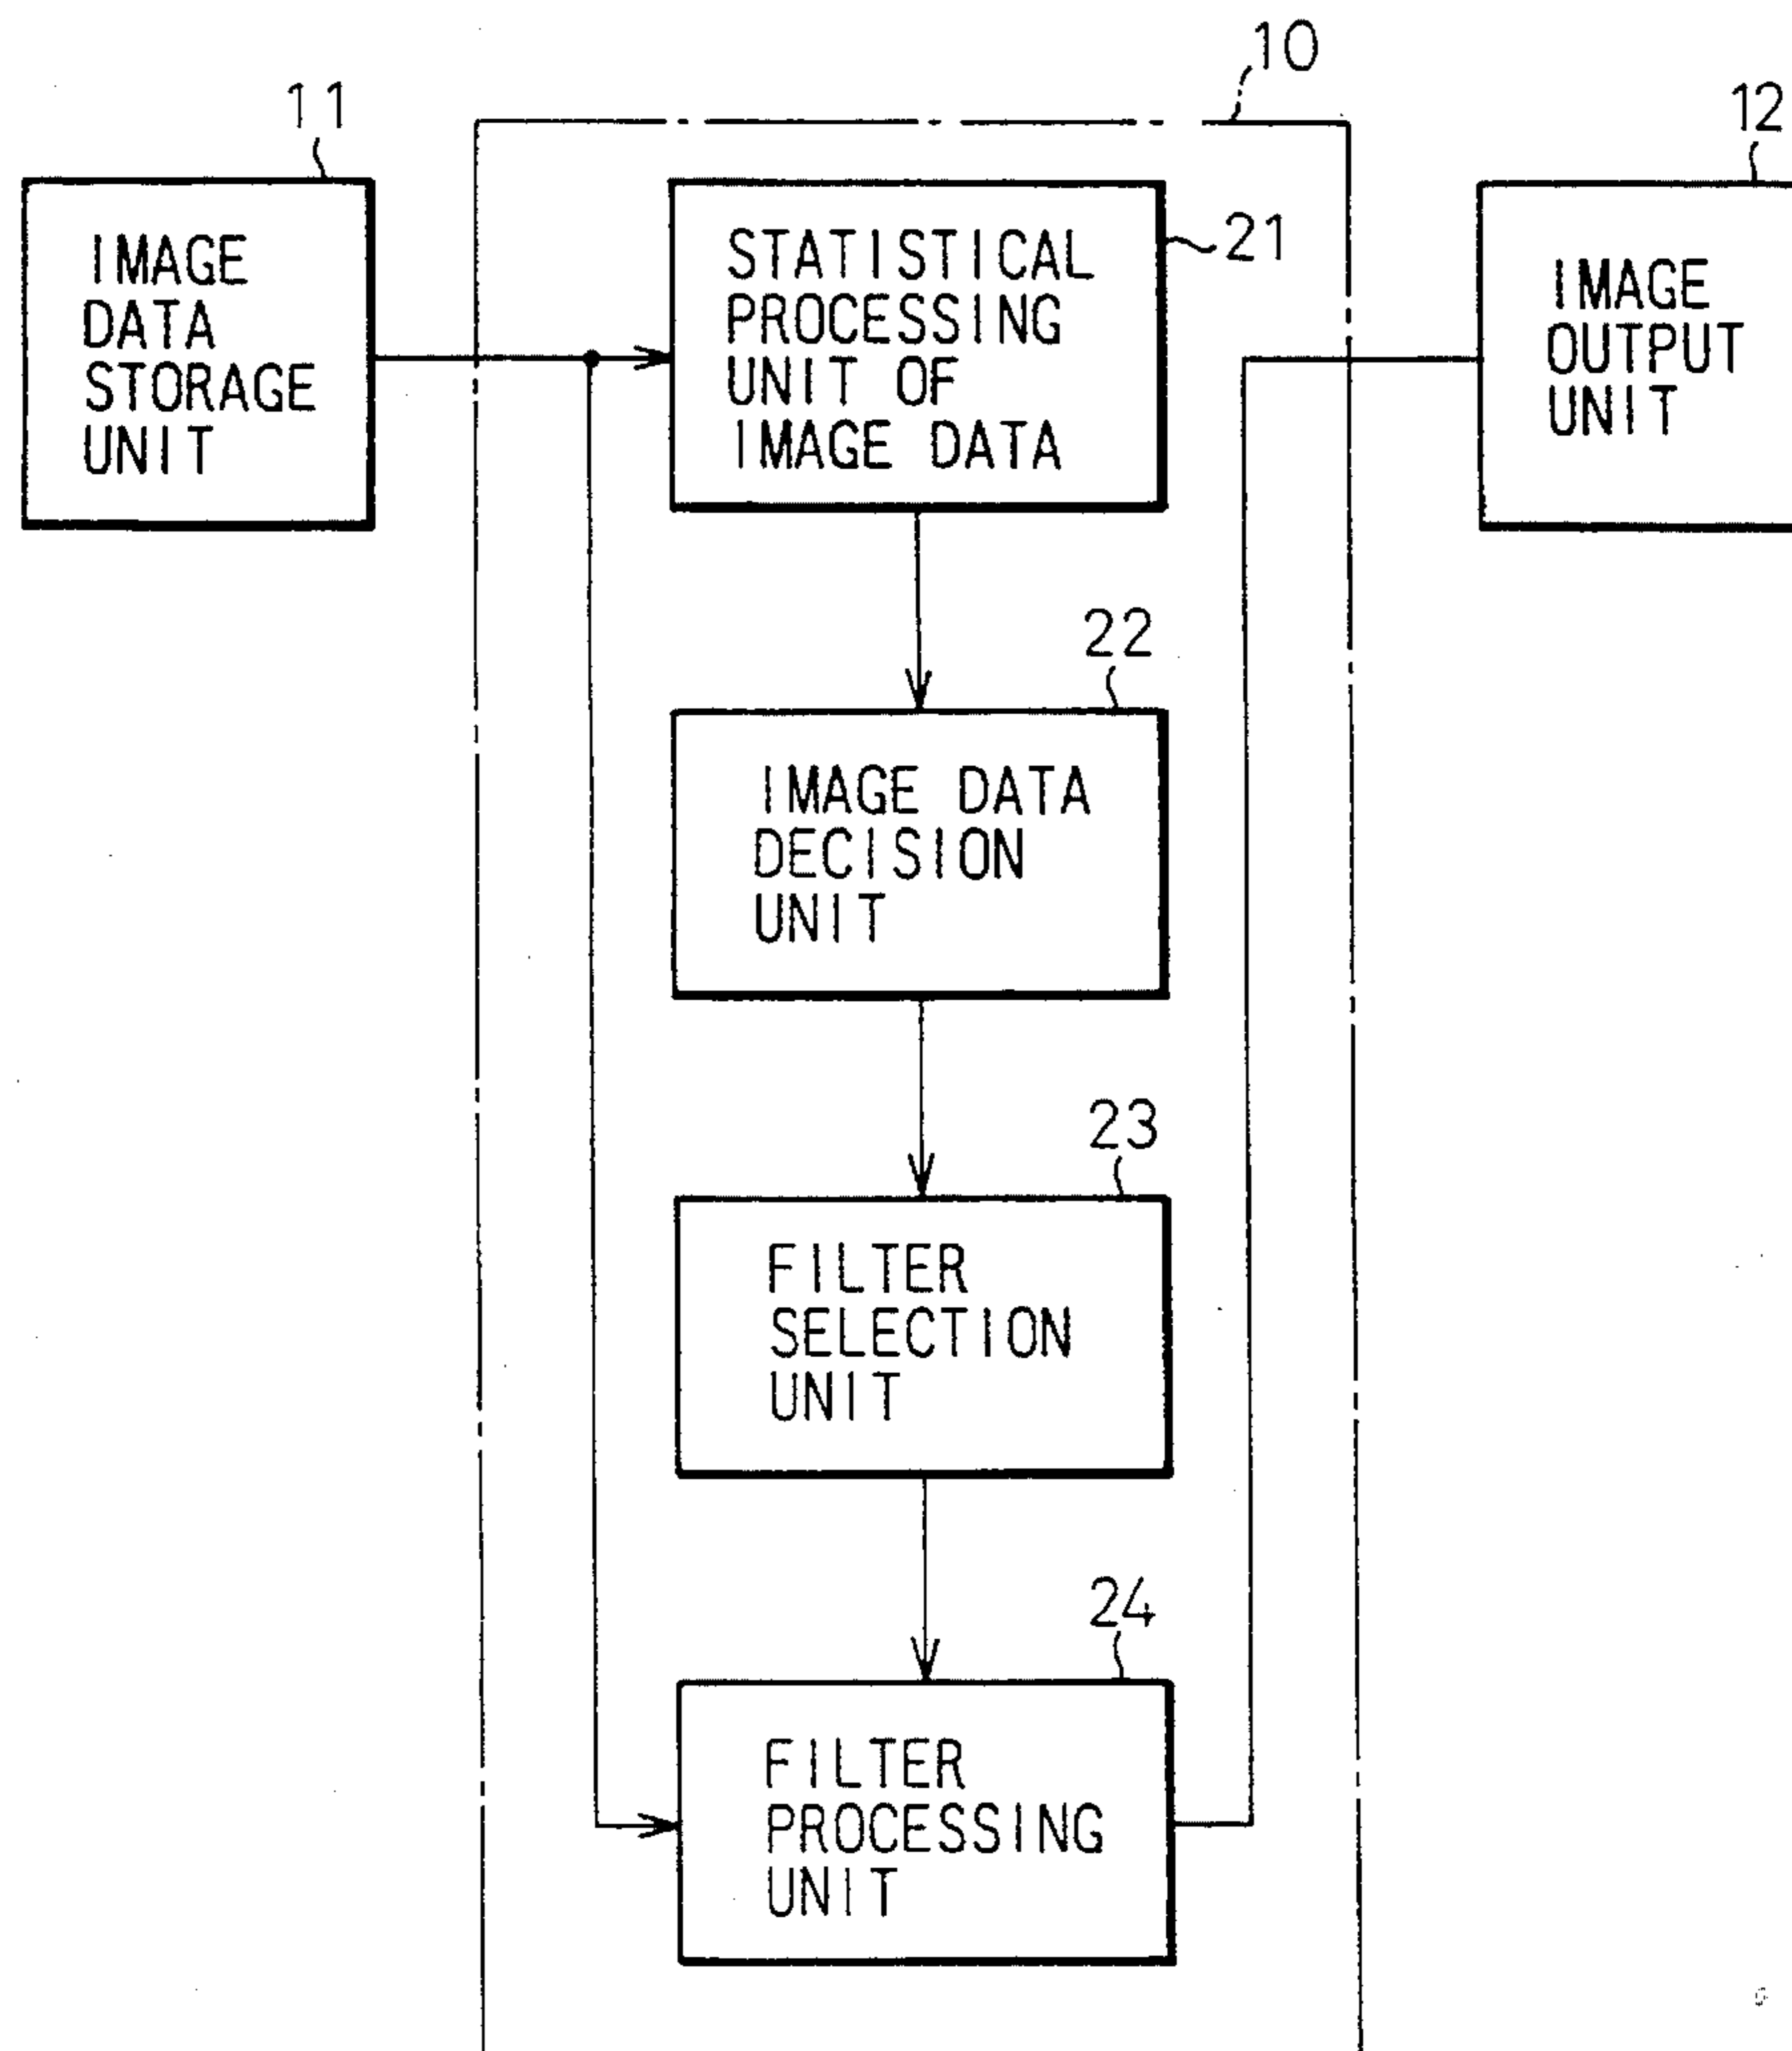 10
11
12
IMAGE
DATA
STORAGE
UNIT
STATISTICAL
PROCESSING
UNIT OF
IMAGE DATA
21
IMAGE
OUTPUT
UNIT
22
IMAGE DATA
DECISION
UNIT
23
FILTER
SELECTION
UNIT
24
FILTER
PROCESSING
UNIT